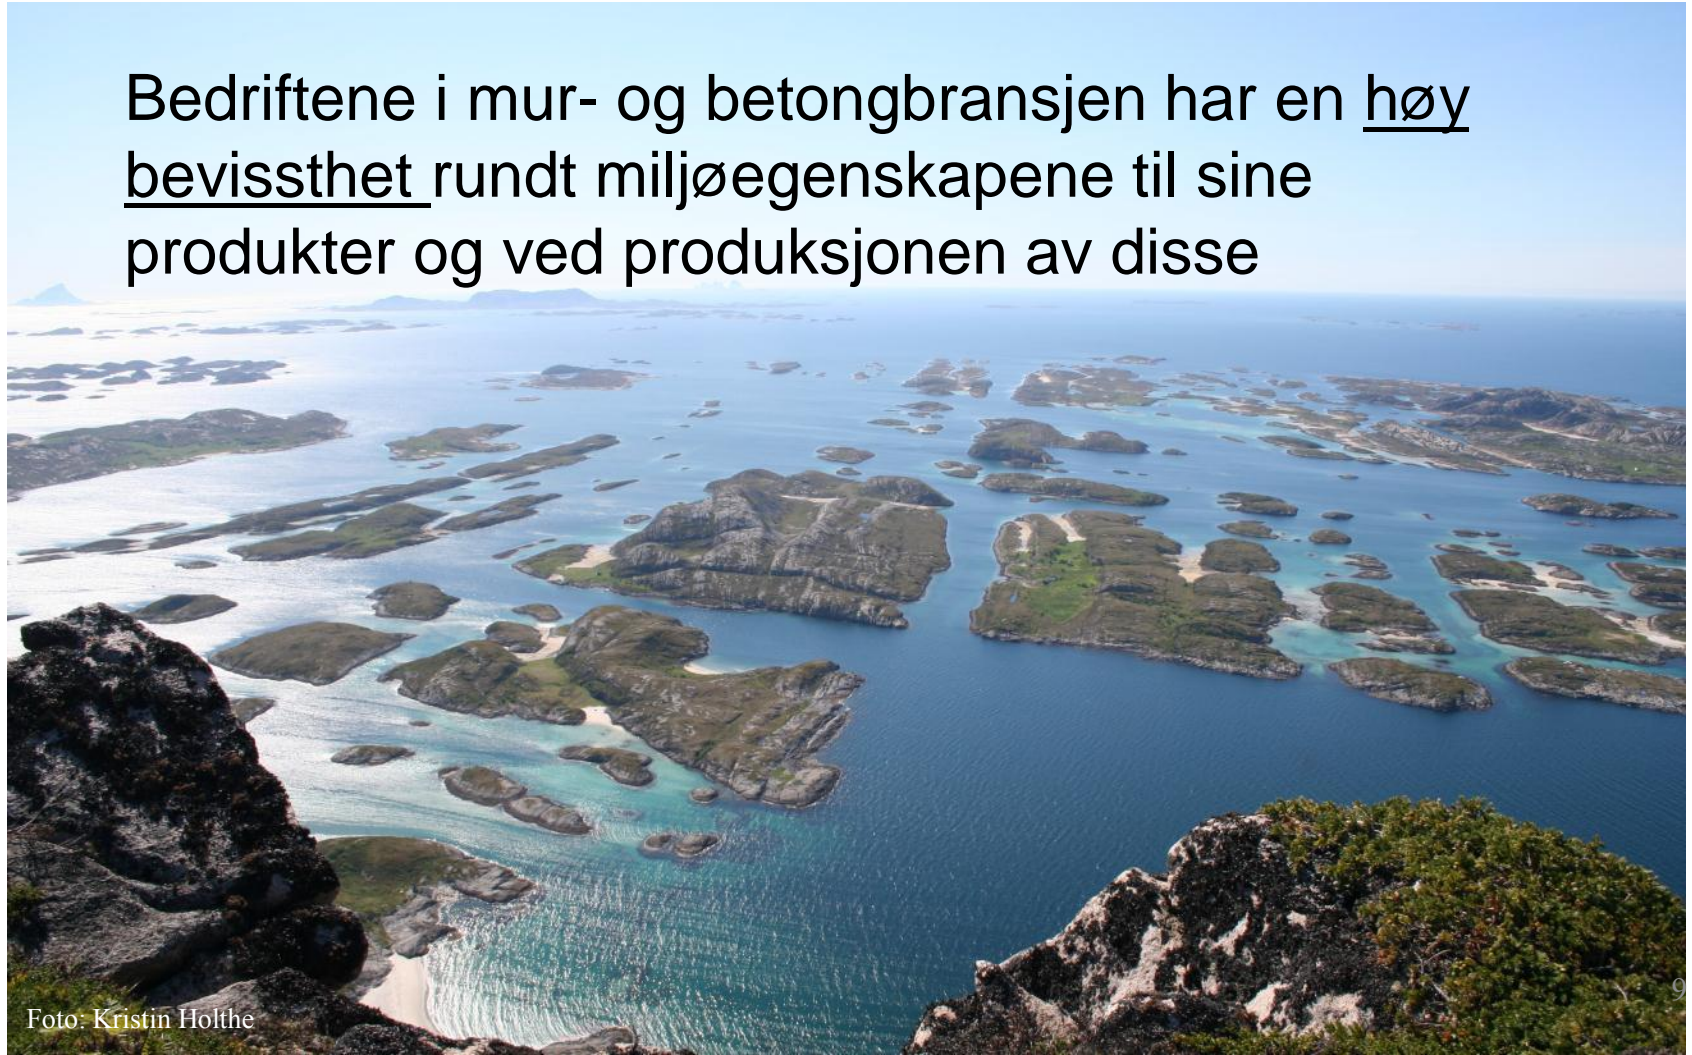 Bedriftene i mur- og betongbransjen har en høy
bevissthet rundt miljøegenskapene til sine
produkter og ved produksjonen av disse
9
Foto: Kristin Holthe